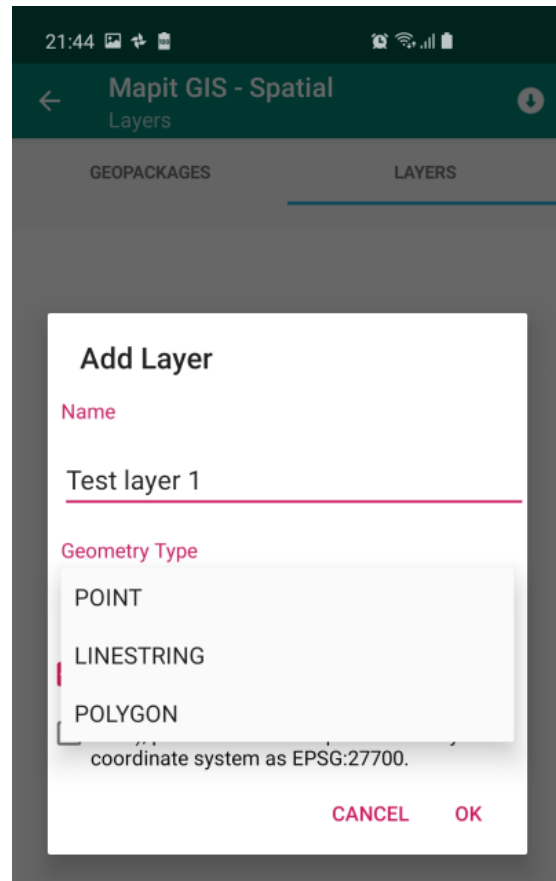 21:44
Mapit GIS - Spatial
Layers
GEOPACKAGES LAYERS
Add Layer
Name
Test layer 1
Geometry Type
POINT
LINESTRING
POLYGON
coordinate system as EPSG:27700.
CANCEL OK